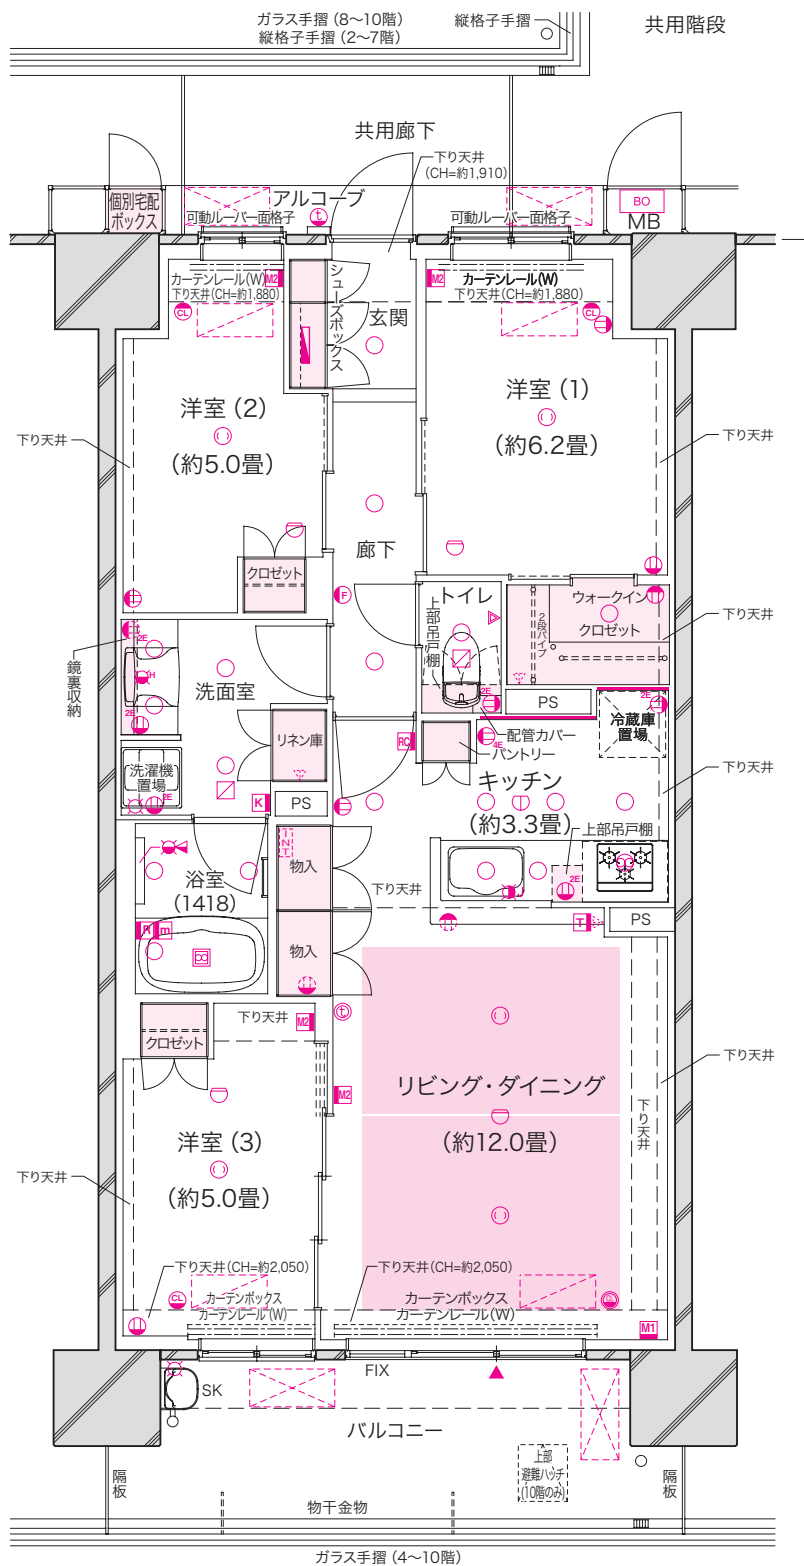 ガラス手摺(8〜10階)
縦格子手摺(2〜7階)
縦格子手摺
共用階段
共用廊下
下り天井
(CH=約1,910)
個別宅配
ボックス
アルコーブ
BO
MB
可動ルーバー面格子
可動ルーバー面格子
カーテンレール(W)
下り天井(CH=約1,880)
M2
CL
シューズボックス
玄関
M2
カーテンレール(W)
下り天井(CH=約1,880)
CL
洋室(2)
(約5.0畳)
洋室(1)
(約6.2畳)
下り天井
下り天井
廊下
クロゼット
F
トイレ
上部吊戸棚
ウォークイン
クロゼット
2段パイプ
下り天井
2E
鏡裏収納
H
2E
洗面室
2E
PS
2E
冷蔵庫
置場
配管カバー
パントリー
RC
4E
リネン庫
洗濯機
置場
2E
K
PS
キッチン
(約3.3畳)
下り天井
上部吊戸棚
2E
浴室
(1418)
物入
下り天井
T
PS
R
m
物入
クロゼット
下り天井
M2
リビング・ダイニング
(約12.0畳)
M2
下り天井
下り天井
洋室(3)
(約5.0畳)
下り天井
下り天井(CH=約2,050)
下り天井(CH=約2,050)
CL
カーテンボックス
カーテンレール(W)
カーテンボックス
カーテンレール(W)
M1
SK
FIX
バルコニー
上部
避難ハッチ
(10階のみ)
隔板
隔板
物干金物
ガラス手摺(4〜10階)